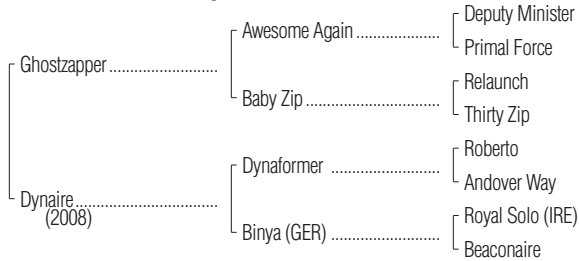 Deputy Minister
Awesome Again ....................
Primal Force
Ghostzapper ...........................
Relaunch
Baby Zip ...............................
Thirty Zip
Roberto
Dynaformer ..........................
Andover Way
Dynaire ............................
(2008)
Royal Solo (IRE)
Binya (GER) ..........................
Beaconaire